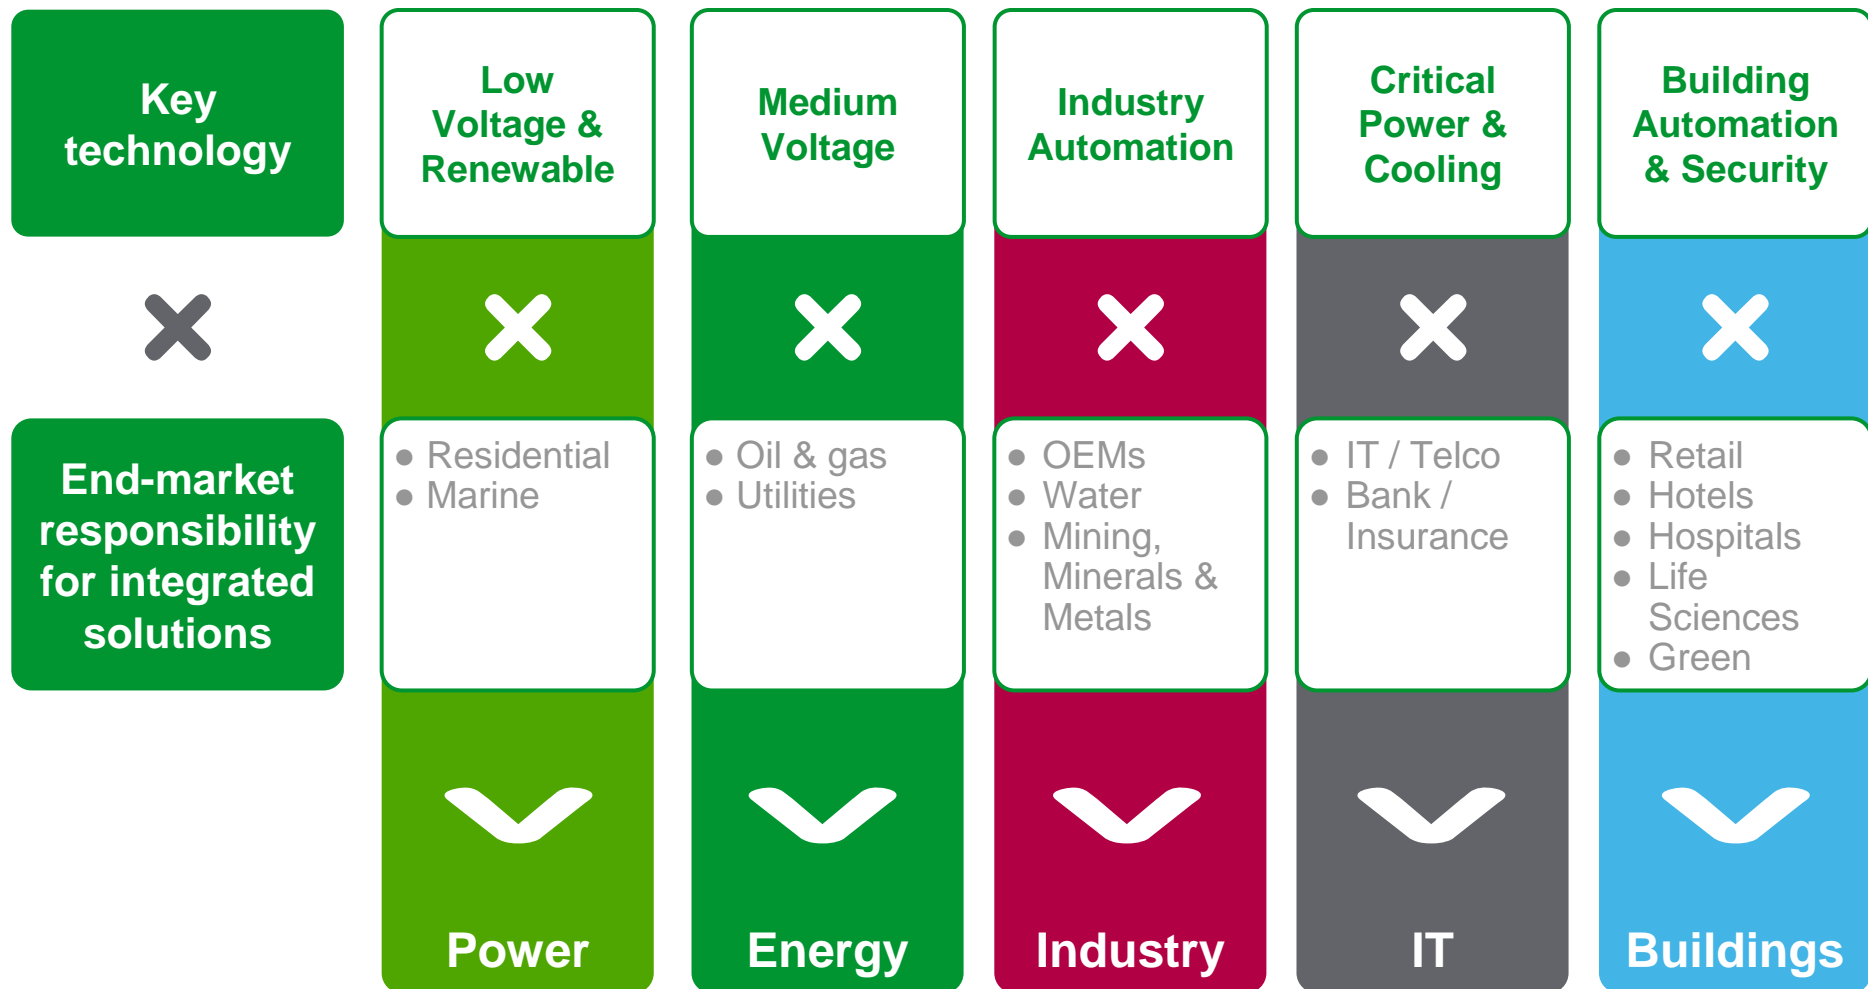 Key
technology
Low
Voltage &
Renewable
Medium
Voltage
Industry
Automation
Critical
Power &
Cooling
Building
Automation
& Security
End-market
responsibility
for integrated
solutions
● Residential
● Marine
● Oil & gas
● Utilities
● OEMs
● Water
● Mining,
Minerals &
Metals
● IT / Telco
● Bank /
Insurance
● Retail
● Hotels
● Hospitals
● Life
Sciences
● Green
Power
Energy
Industry
IT
Buildings